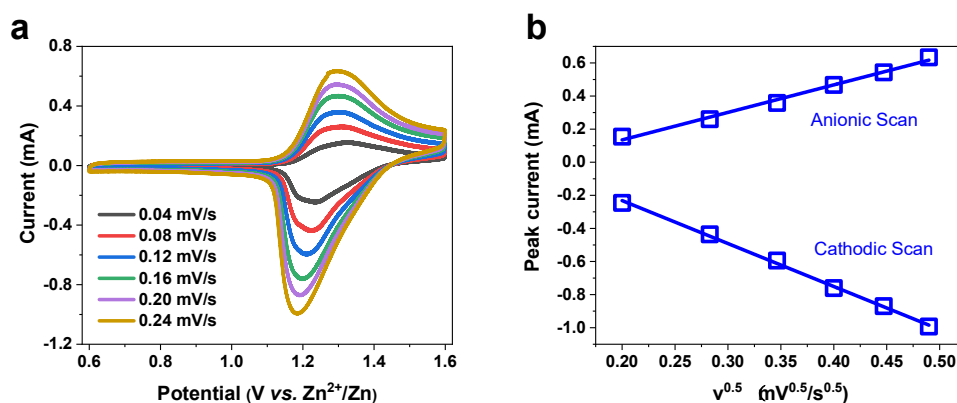 a
Current (mA)
0.8
0.4
0.0
-0.4
-0.8
-1.2
0.04 mV/s
0.08 mV/s
0.12 mV/s
0.16 mV/s
0.20 mV/s
0.24 mV/s
0.6 0.8 1.0 1.2 1.4 1.6
Potential (V vs. Zn²⁺/Zn)
b
Peak current (mA)
0.6
0.4
0.2
0.0
-0.2
-0.4
-0.6
-0.8
-1.0
Anionic Scan
Cathodic Scan
0.20 0.25 0.30 0.35 0.40 0.45 0.50
v⁰·⁵ (mV⁰·⁵/s⁰·⁵)